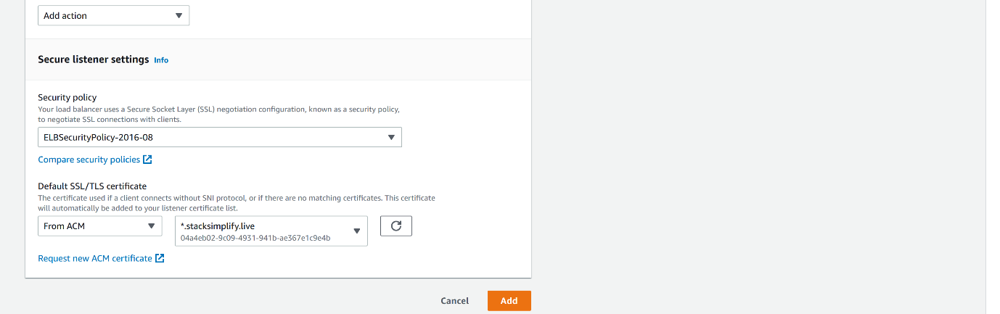 Add action
Secure listener settings Info
Security policy
Your load balancer uses a Secure Socket Layer (SSL) negotiation configuration, known as a security policy,
to negotiate SSL connections with clients.
ELBSecurityPolicy-2016-08
Compare security policies
Default SSL/TLS certificate
The certificate used if a client connects without SNI protocol, or if there are no matching certificates. This certificate
will automatically be added to your listener certificate list.
From ACM
*.stacksimplify.live
04a4eb02-9c09-4931-941b-ae367e1c9e4b
Request new ACM certificate
Cancel Add